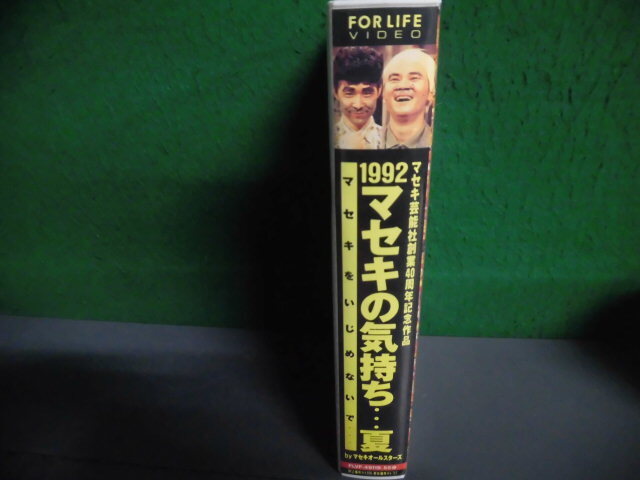 FOR LIFE
VIDEO
マセキ芸能社創業40周年記念作品
1992
マセキの気持ち…夏
マセキをいじめないで…
by マセキオールスターズ